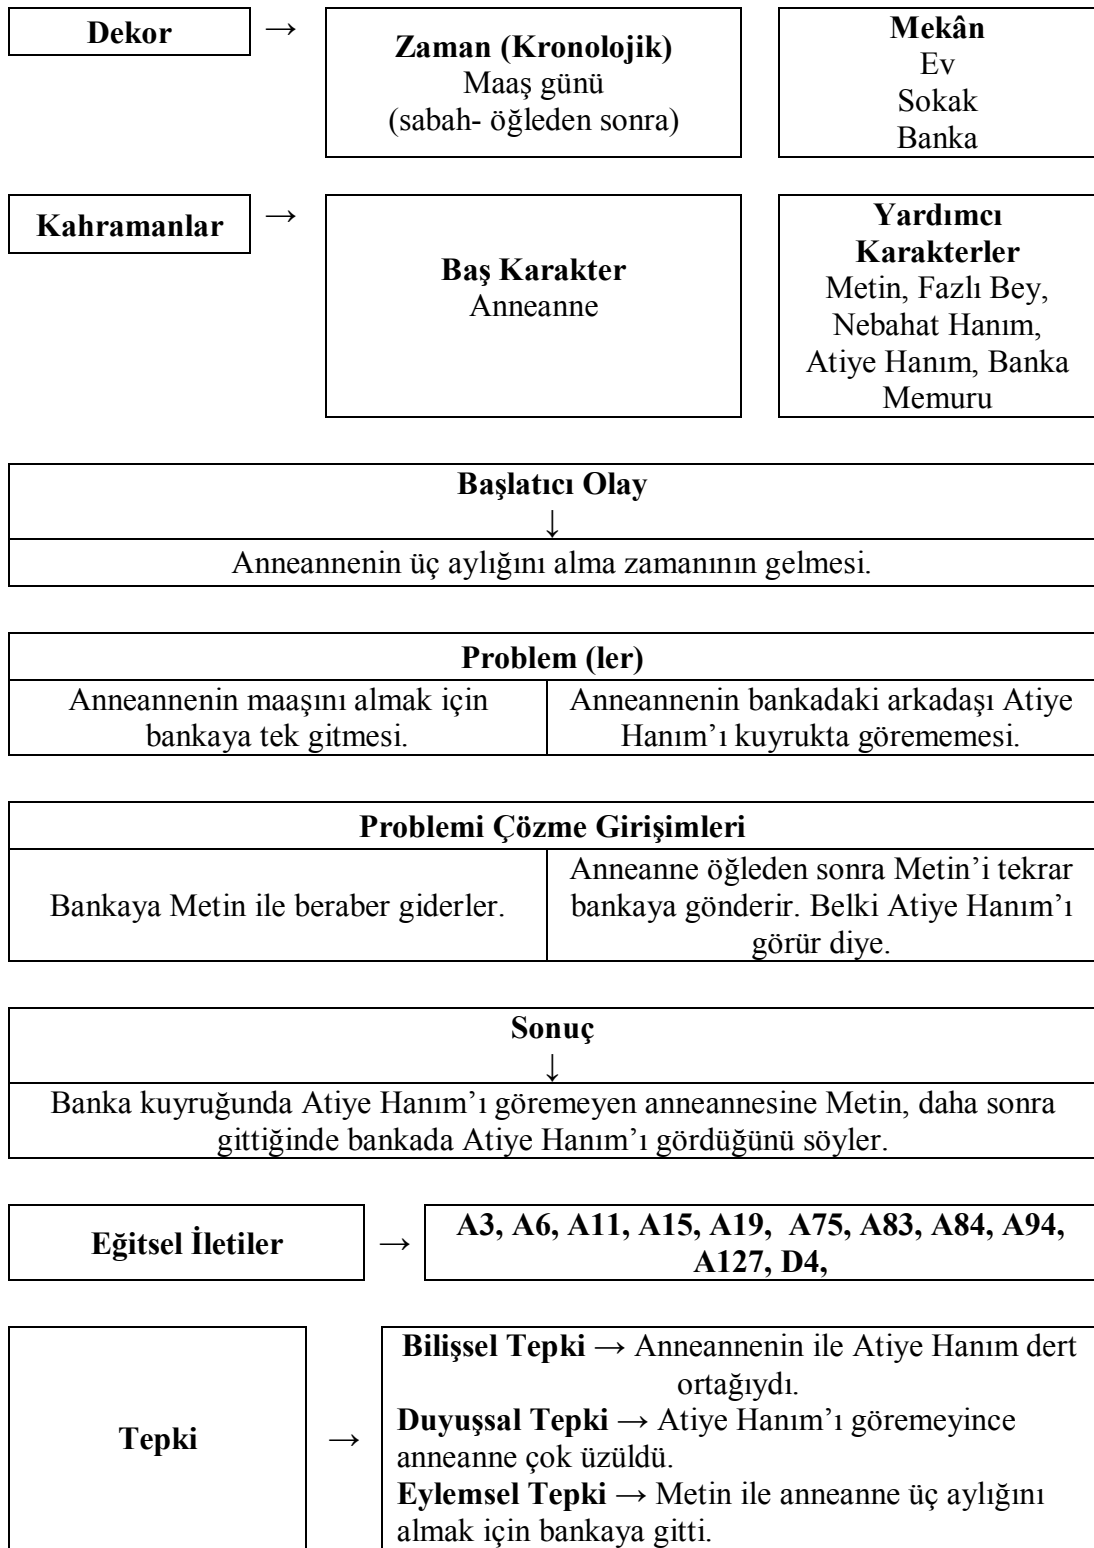 Dekor
→
Zaman (Kronolojik)
Maaş günü
(sabah- öğleden sonra)
Mekân
Ev
Sokak
Banka
Kahramanlar
→
Baş Karakter
Anneanne
Yardımcı
Karakterler
Metin, Fazlı Bey,
Nebahat Hanım,
Atiye Hanım, Banka
Memuru
Başlatıcı Olay
↓
Anneannenin üç aylığını alma zamanının gelmesi.
Problem (ler)
Anneannenin maaşını almak için
bankaya tek gitmesi.
Anneannenin bankadaki arkadaşı Atiye
Hanım’ı kuyrukta görememesi.
Problemi Çözme Girişimleri
Bankaya Metin ile beraber giderler.
Anneanne öğleden sonra Metin’i tekrar
bankaya gönderir. Belki Atiye Hanım’ı
görür diye.
Sonuç
↓
Banka kuyruğunda Atiye Hanım’ı göremeyen anneannesine Metin, daha sonra
gittiğinde bankada Atiye Hanım’ı gördüğünü söyler.
Eğitsel İletiler
→
A3, A6, A11, A15, A19, A75, A83, A84, A94,
A127, D4,
Tepki
→
Bilişsel Tepki → Anneannenin ile Atiye Hanım dert
ortağıydı.
Duyuşsal Tepki → Atiye Hanım’ı göremeyince
anneanne çok üzüldü.
Eylemsel Tepki → Metin ile anneanne üç aylığını
almak için bankaya gitti.